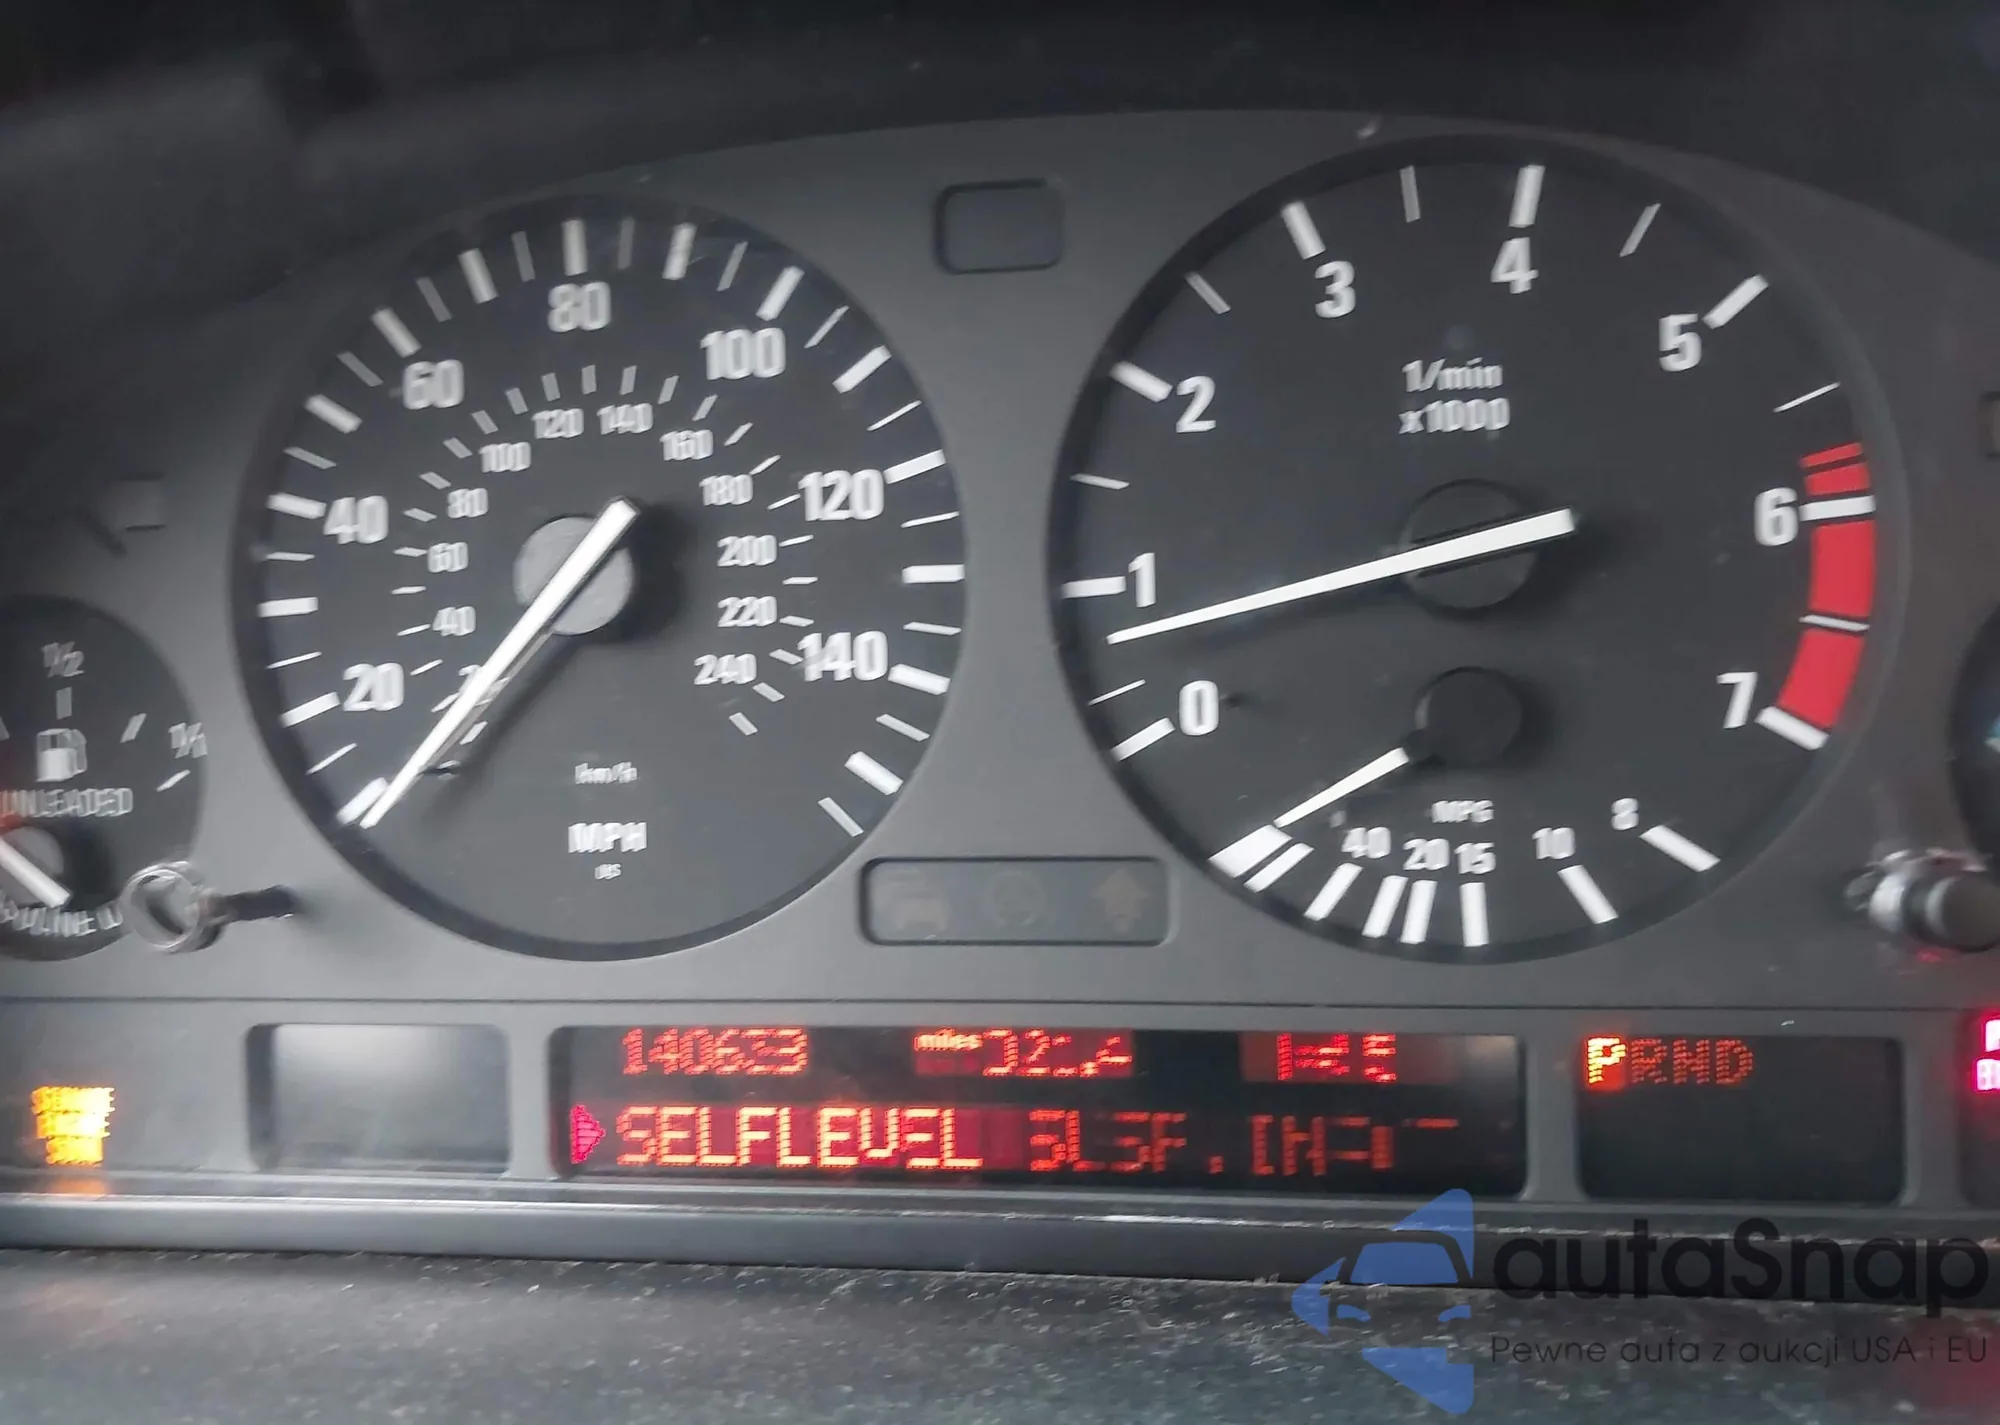 80
60
100
40
120
20
140
km/h
MPH
120 140
100
160
80
180
60
200
40
220
240
1/2
1/1
UNLEADED
3
4
2
5
1/min
x1000
1
6
0
7
MPG
40 20 15 10 8
miles
PRND
SELFLEVEL
autaSnap
Pewne auta z aukcji USA i EU